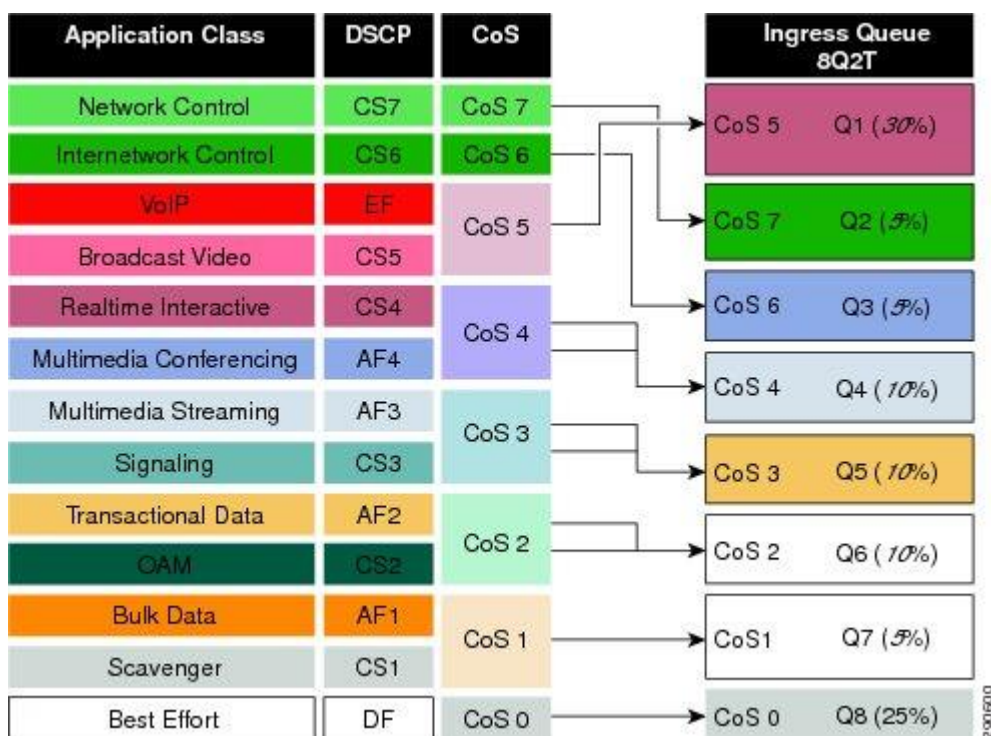 Application Class DSCP CoS
Ingress Queue
8Q2T
Network Control CS7 CoS 7
Internetwork Control CS6 CoS 6
VoIP EF
CoS 5
Broadcast Video CS5
Realtime Interactive CS4
CoS 4
Multimedia Conferencing AF4
Multimedia Streaming AF3
CoS 3
Signaling CS3
Transactional Data AF2
CoS 2
OAM CS2
Bulk Data AF1
CoS 1
Scavenger CS1
Best Effort DF CoS 0
CoS 5 Q1 (30%)
CoS 7 Q2 (5%)
CoS 6 Q3 (5%)
CoS 4 Q4 (10%)
CoS 3 Q5 (10%)
CoS 2 Q6 (10%)
CoS1 Q7 (5%)
CoS 0 Q8 (25%)